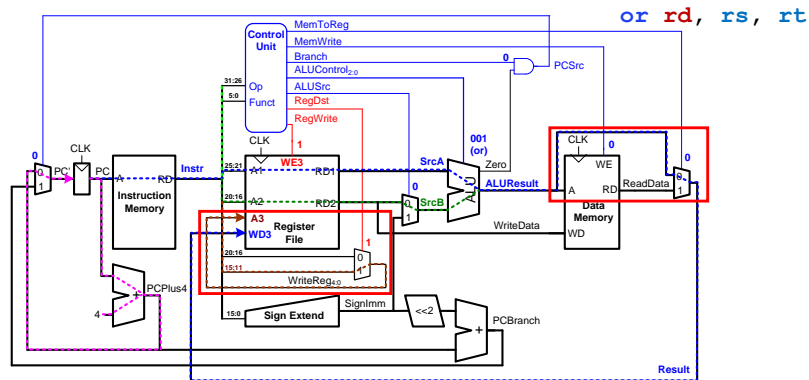 or rd, rs, rt
MemToReg
Control
Unit
MemWrite
Branch
0
PCSrc
ALUControl2:0
31:26
Op
ALUSrc
5:0
Funct
RegDst
RegWrite
CLK
1
CLK
001
(or)
CLK
0
0
0
0
WE3
SrcA
Zero
WE
0
1
PC'
PC
A
RD
Instr
25:21
A1
RD1
0
1
ALU
ALUResult
A
RD
ReadData
0
1
Instruction
Memory
20:16
A2
RD2
SrcB
Data
Memory
A3
Register
File
WD3
1
WriteData
WD
20:16
0
15:11
1
WriteReg4:0
PCPlus4
+
SignImm
4
15:0
Sign Extend
<<2
+
PCBranch
Result